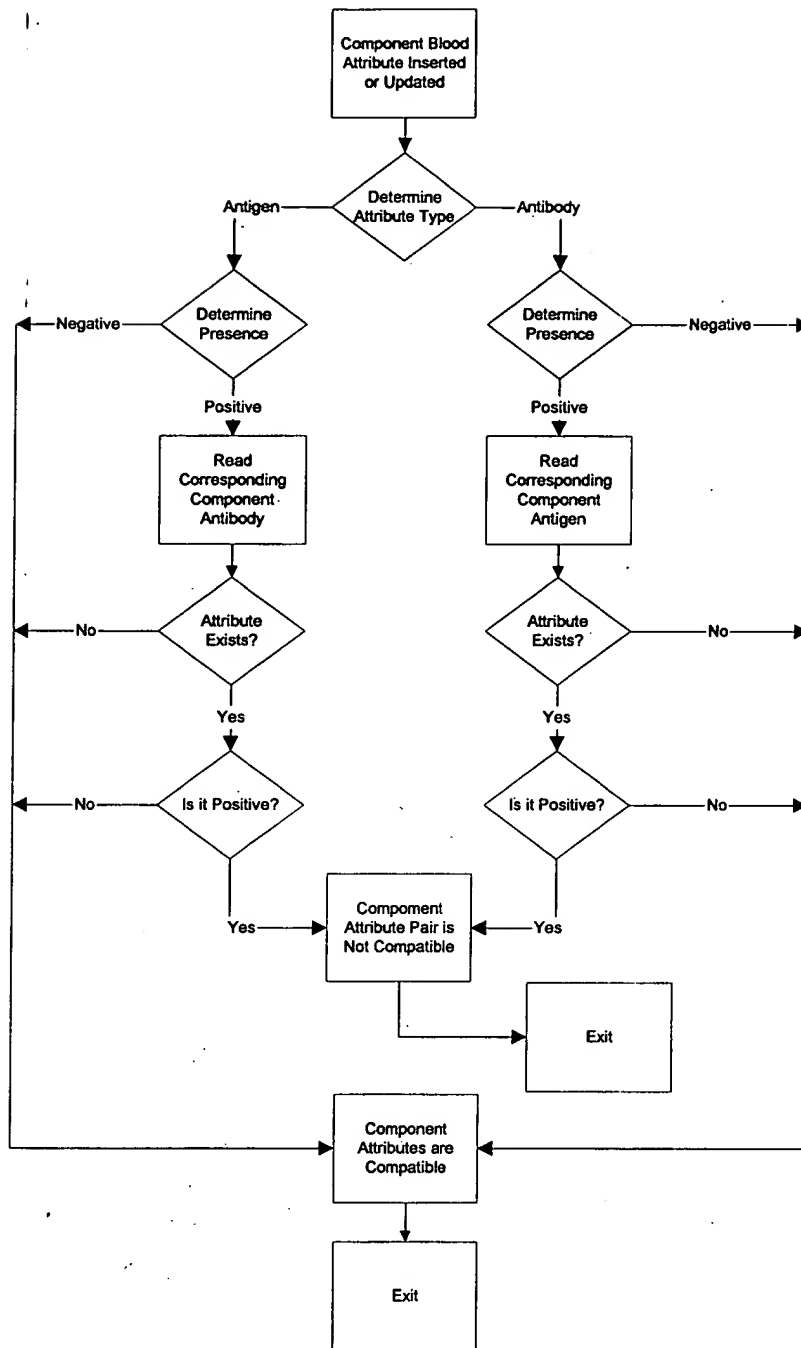 Component Blood
Attribute Inserted
or Updated
Determine
Attribute Type
Antigen
Antibody
Determine
Presence
Determine
Presence
Negative
Negative
Positive
Positive
Read
Corresponding
Component
Antibody
Read
Corresponding
Component
Antigen
Attribute
Exists?
Attribute
Exists?
No
No
Yes
Yes
Is it Positive?
Is it Positive?
No
No
Yes
Yes
Compoment
Attribute Pair is
Not Compatible
Exit
Component
Attributes are
Compatible
Exit